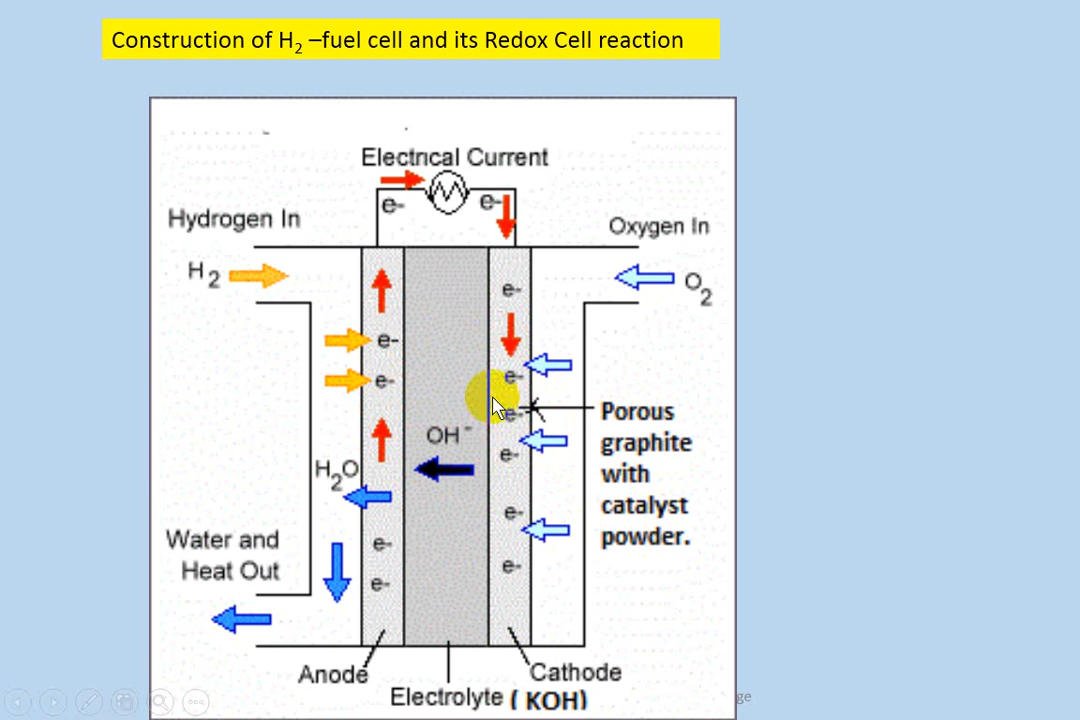 Construction of H₂ –fuel cell and its Redox Cell reaction
Electrical Current
e-
e-
Hydrogen In
Oxygen In
H₂
O₂
e-
e-
e-
e-
e-
Porous
graphite
with
catalyst
powder.
OH⁻
e-
H₂O
e-
Water and
Heat Out
e-
e-
e-
Anode
Cathode
Electrolyte ( KOH)
ge